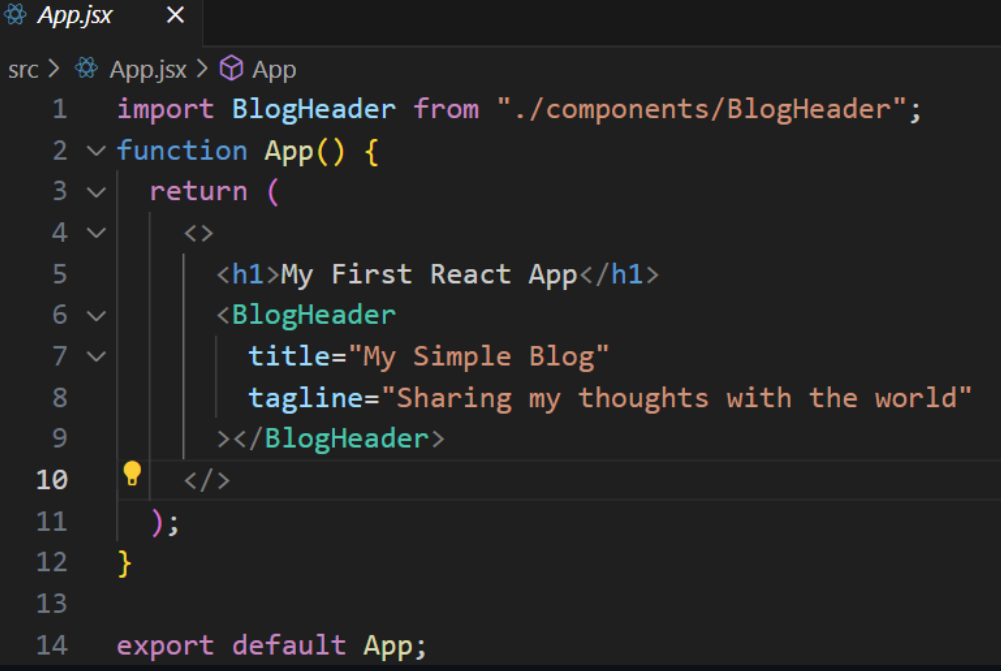 App.jsx ×
src > App.jsx > App
1 import BlogHeader from "./components/BlogHeader";
2 function App() {
3   return (
4     <>
5       <h1>My First React App</h1>
6       <BlogHeader
7         title="My Simple Blog"
8         tagline="Sharing my thoughts with the world"
9       ></BlogHeader>
10     </>
11   );
12 }
13
14 export default App;